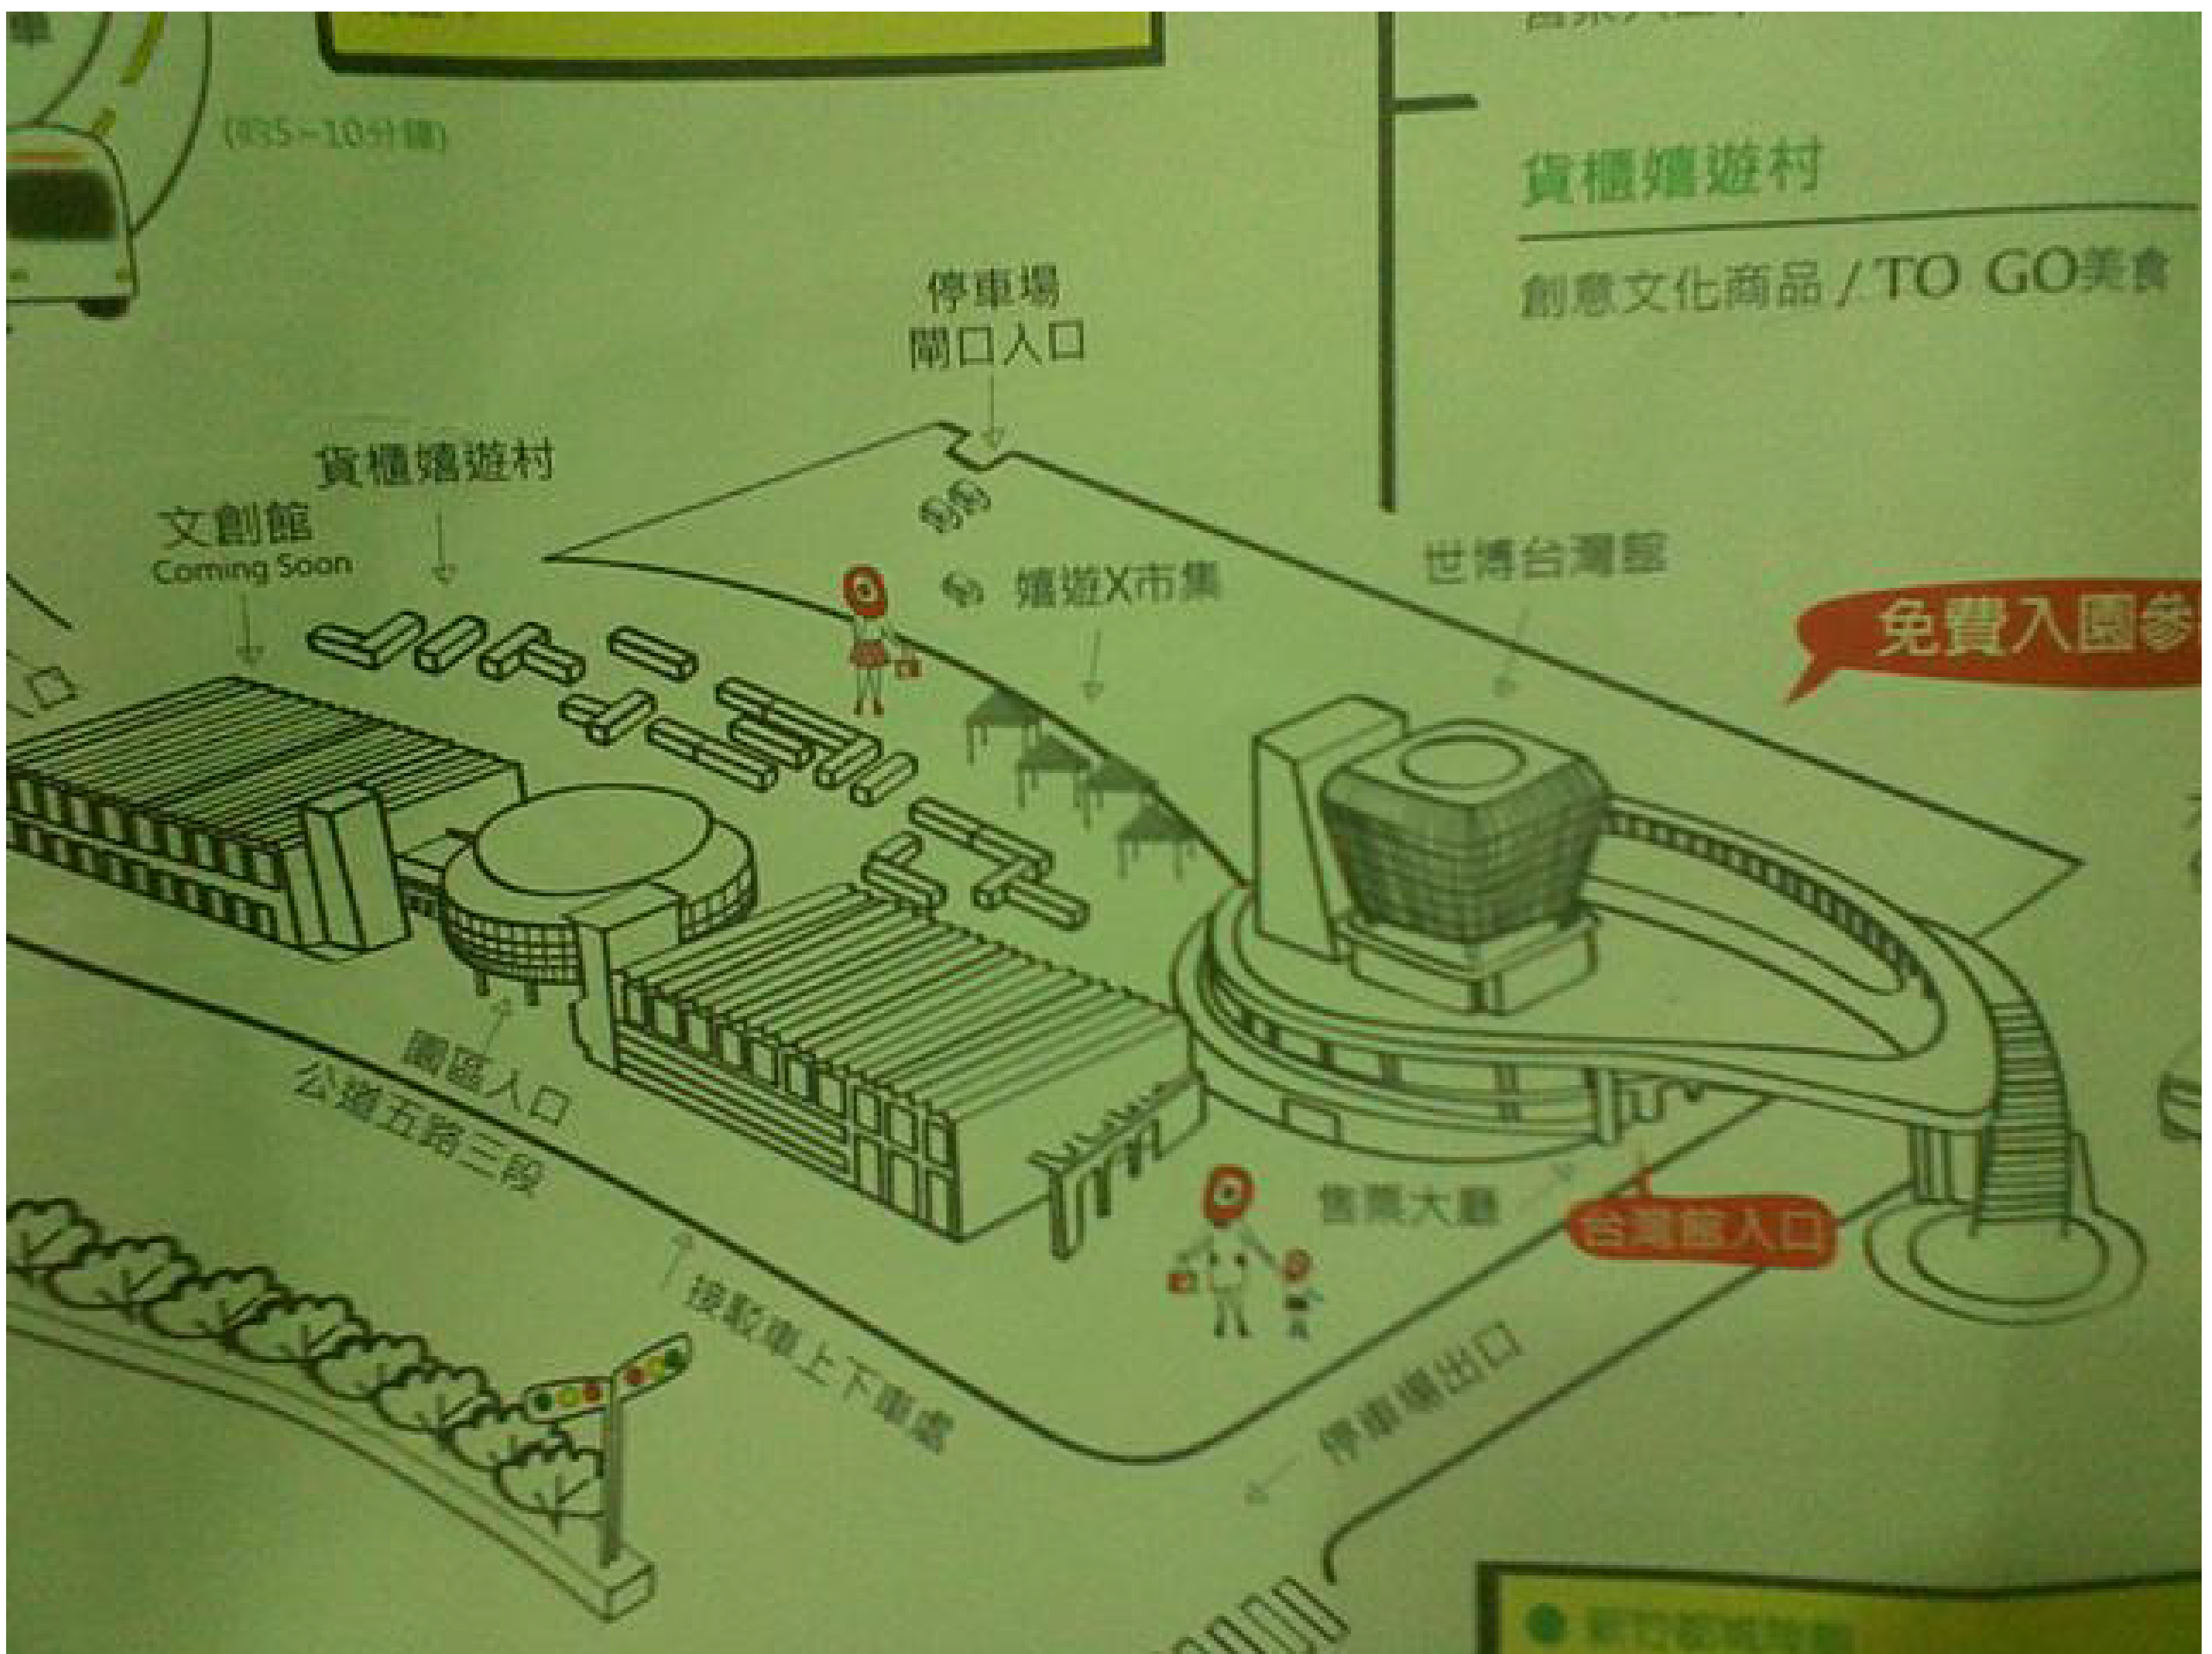 車
(約5~10分鐘)
貨櫃嬉遊村
創意文化商品 / TO GO美食
停車場
閘口入口
貨櫃嬉遊村
文創館
Coming Soon
嬉遊X市集
世博台灣館
免費入園參
入口
園區入口
公道五路三段
售票大廳
台灣館入口
接駁車上下車處
停車場出口